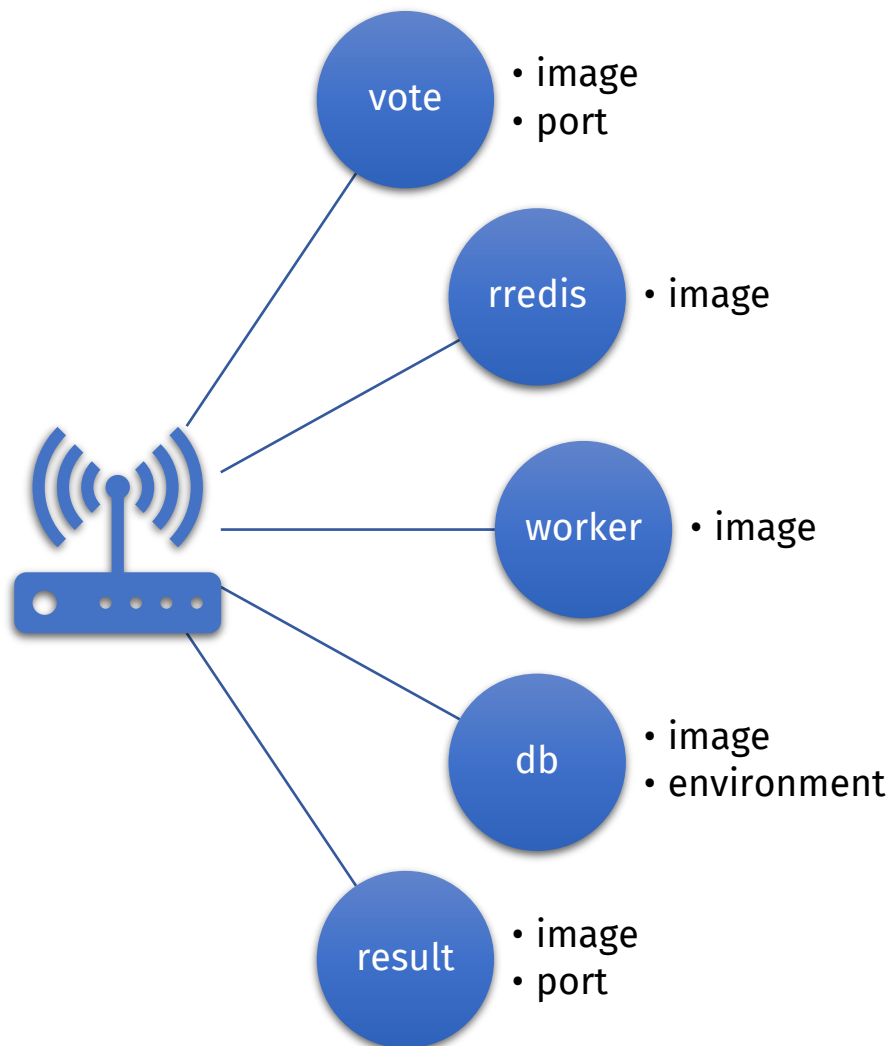 vote
• image
• port
rredis
• image
worker
• image
db
• image
• environment
result
• image
• port